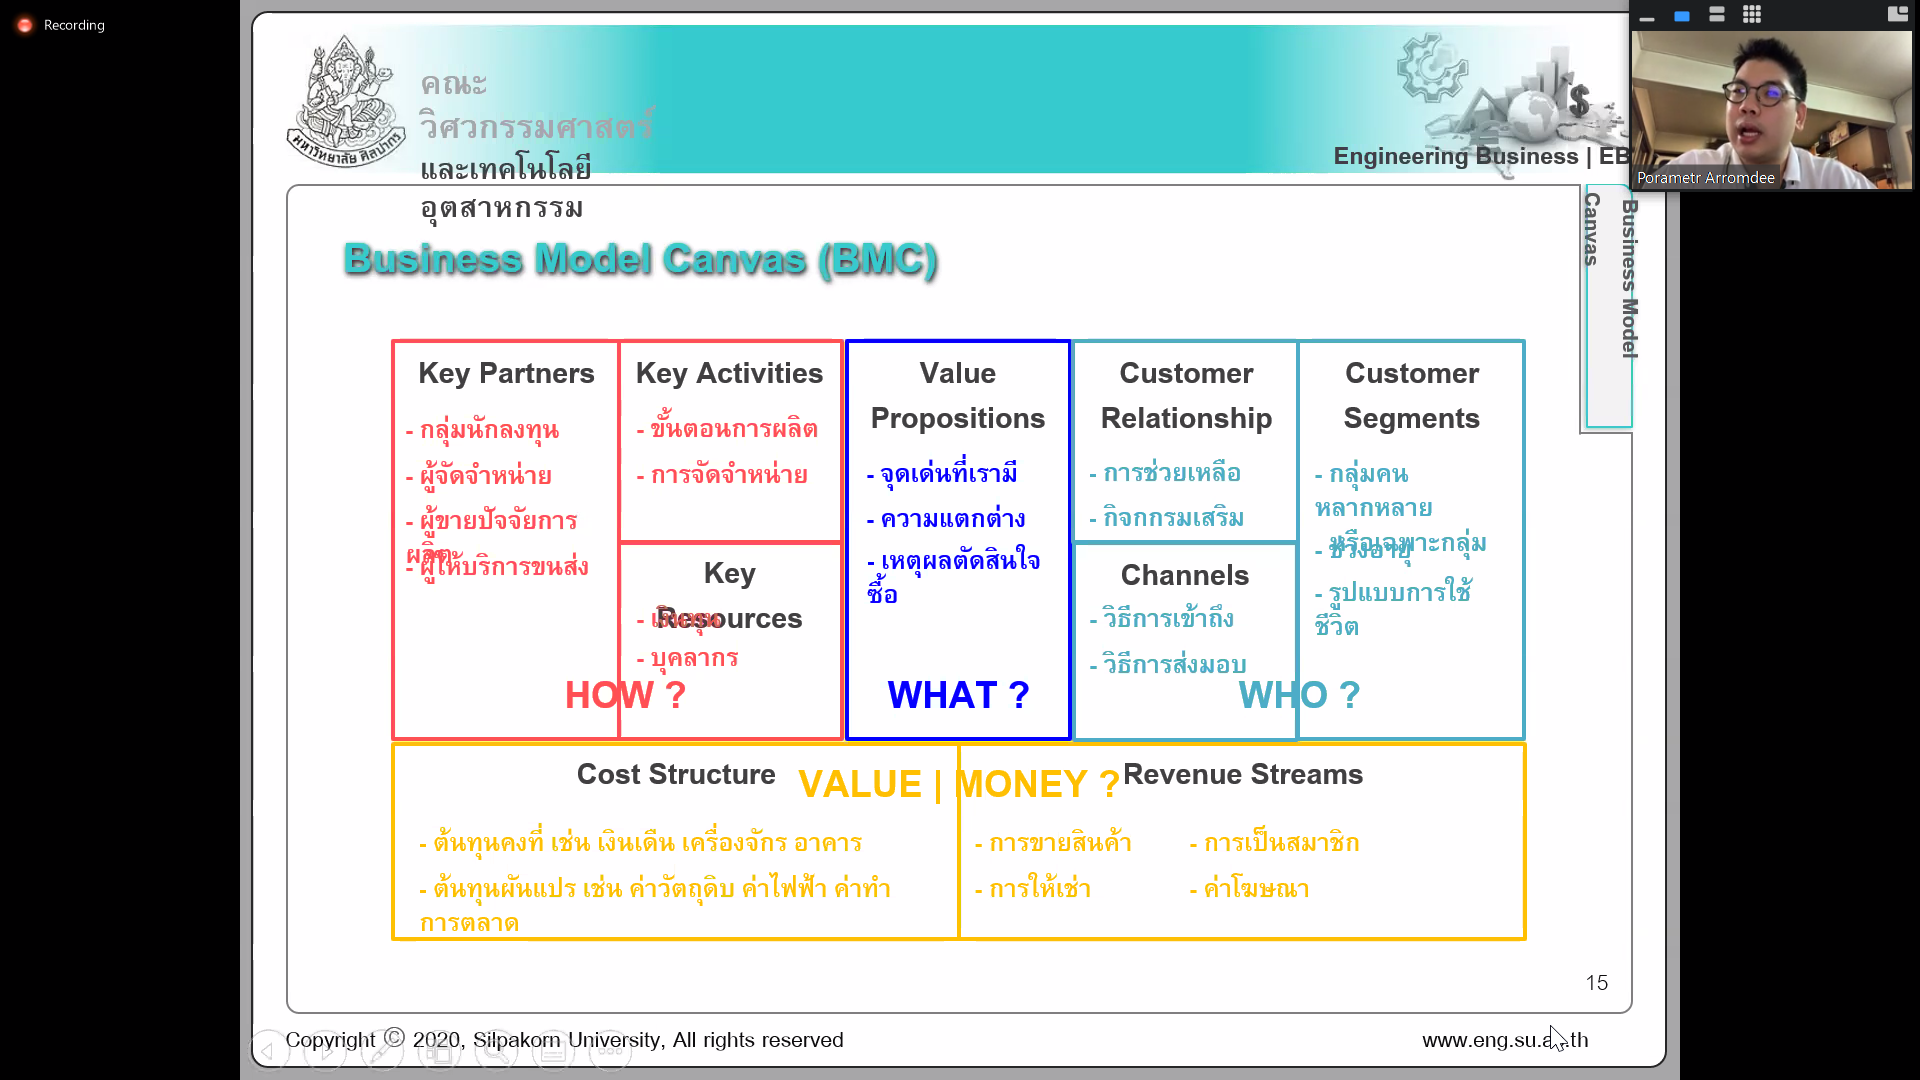 Recording
คณะ
วิศวกรรมศาสตร์
และเทคโนโลยี
อุตสาหกรรม
มหาวิทยาลัย ศิลปากร
Engineering Business | EB
Porametr Arromdee
Business Model
Canvas
Business Model Canvas (BMC)
Key Partners
- กลุ่มนักลงทุน
- ผู้จัดจำหน่าย
- ผู้ขายปัจจัยการ
ผลิต
- ผู้ให้บริการขนส่ง
Key Activities
- ขั้นตอนการผลิต
- การจัดจำหน่าย
Key
Resources
- เงินทุน
- บุคลากร
HOW ?
Value
Propositions
- จุดเด่นที่เรามี
- ความแตกต่าง
- เหตุผลตัดสินใจ
ซื้อ
WHAT ?
Customer
Relationship
- การช่วยเหลือ
- กิจกกรมเสริม
Channels
- วิธีการเข้าถึง
- วิธีการส่งมอบ
Customer
Segments
- กลุ่มคน
หลากหลาย
หรือเฉพาะกลุ่ม
- ช่วงอายุ
- รูปแบบการใช้
ชีวิต
WHO ?
Cost Structure
VALUE | MONEY ?
Revenue Streams
- ต้นทุนคงที่ เช่น เงินเดืน เครื่องจักร อาคาร
- ต้นทุนผันแปร เช่น ค่าวัตถุดิบ ค่าไฟฟ้า ค่าทำ
การตลาด
- การขายสินค้า
- การให้เช่า
- การเป็นสมาชิก
- ค่าโฆษณา
15
Copyright © 2020, Silpakorn University, All rights reserved
www.eng.su.ac.th